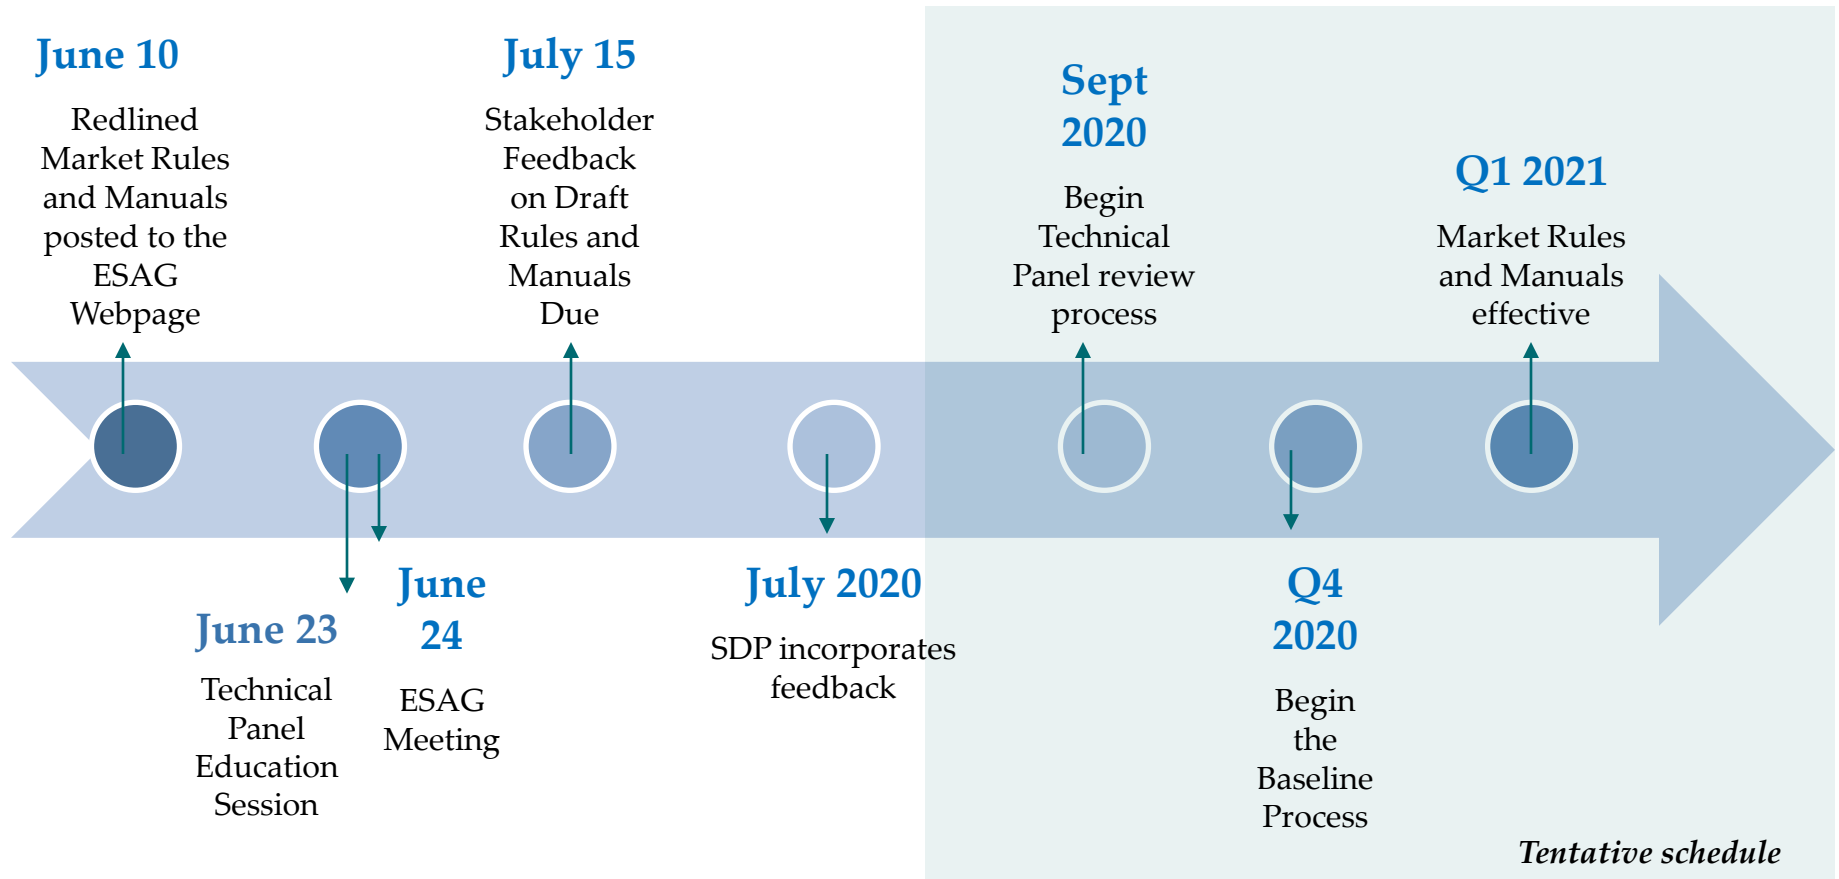 June 10
Redlined
Market Rules
and Manuals
posted to the
ESAG
Webpage
July 15
Stakeholder
Feedback
on Draft
Rules and
Manuals
Due
Sept
2020
Begin
Technical
Panel review
process
Q1 2021
Market Rules
and Manuals
effective
June 23
Technical
Panel
Education
Session
June
24
ESAG
Meeting
July 2020
SDP incorporates
feedback
Q4
2020
Begin
the
Baseline
Process
Tentative schedule